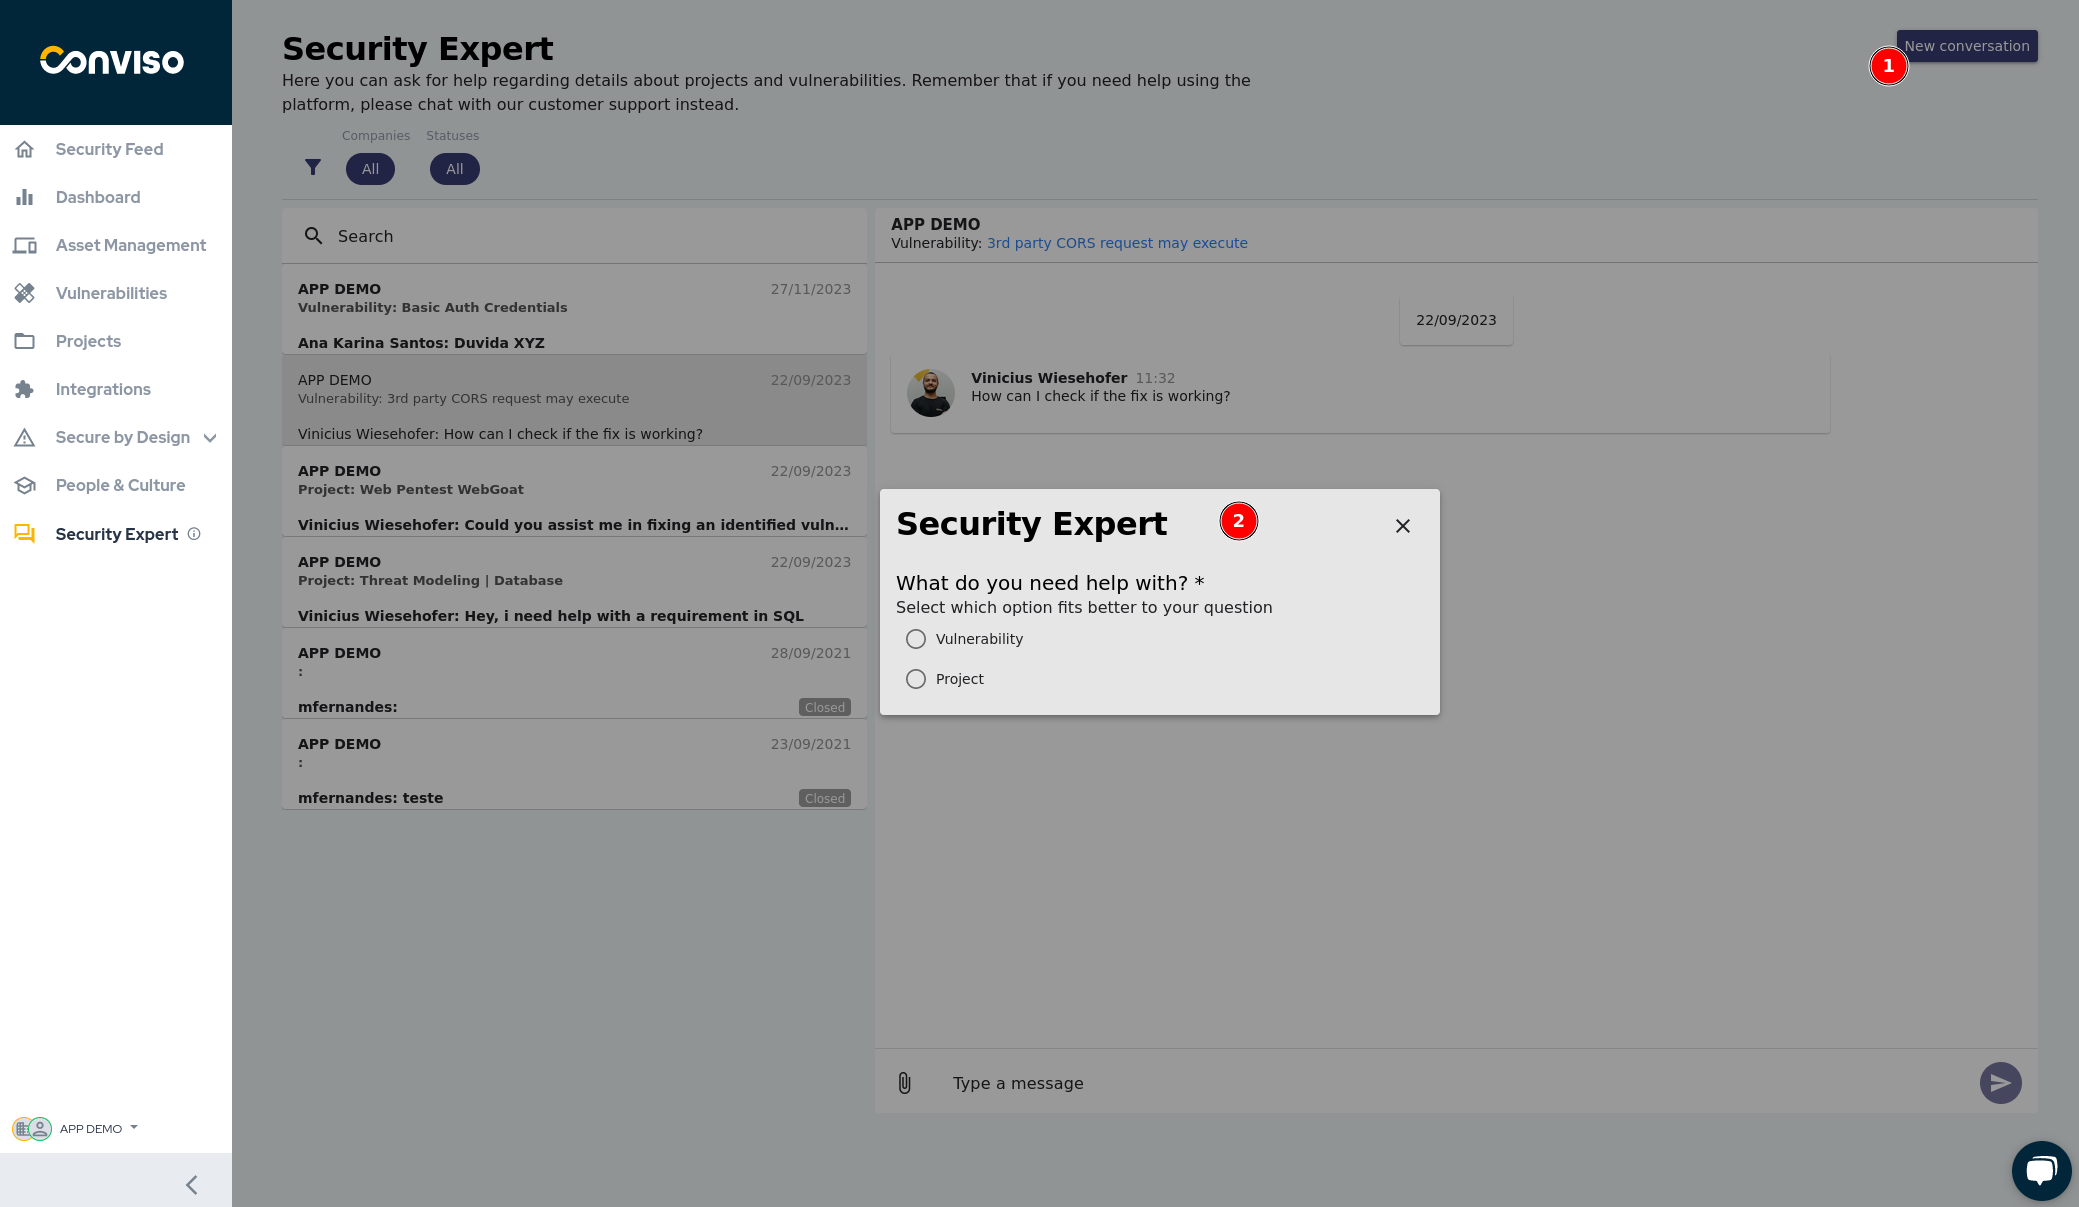 Conviso
Security Feed
Dashboard
Asset Management
Vulnerabilities
Projects
Integrations
Secure by Design
People & Culture
Security Expert
APP DEMO
Security Expert
New conversation
1
Here you can ask for help regarding details about projects and vulnerabilities. Remember that if you need help using the
platform, please chat with our customer support instead.
Companies Statuses
All All
Search
APP DEMO 27/11/2023
Vulnerability: Basic Auth Credentials
Ana Karina Santos: Duvida XYZ
APP DEMO 22/09/2023
Vulnerability: 3rd party CORS request may execute
Vinicius Wiesehofer: How can I check if the fix is working?
APP DEMO 22/09/2023
Project: Web Pentest WebGoat
Vinicius Wiesehofer: Could you assist me in fixing an identified vuln...
APP DEMO 22/09/2023
Project: Threat Modeling | Database
Vinicius Wiesehofer: Hey, i need help with a requirement in SQL
APP DEMO 28/09/2021
:
mfernandes: Closed
APP DEMO 23/09/2021
:
mfernandes: teste Closed
APP DEMO
Vulnerability: 3rd party CORS request may execute
22/09/2023
Vinicius Wiesehofer 11:32
How can I check if the fix is working?
Security Expert 2
What do you need help with? *
Select which option fits better to your question
Vulnerability
Project
Type a message